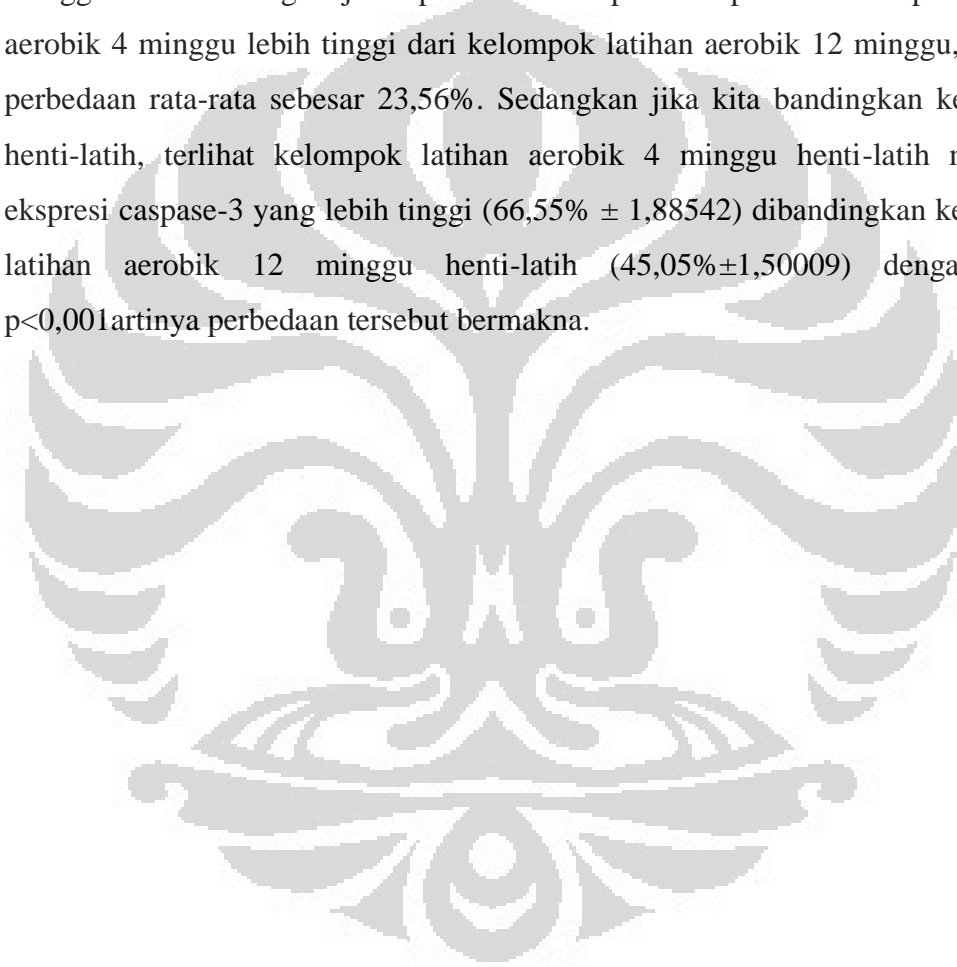 aerobik 4 minggu lebih tinggi dari kelompok latihan aerobik 12 minggu,
perbedaan rata-rata sebesar 23,56%. Sedangkan jika kita bandingkan
henti-latih, terlihat kelompok latihan aerobik 4 minggu henti-latih
ekspresi caspase-3 yang lebih tinggi (66,55% ± 1,88542) dibandingkan
latihan aerobik 12 minggu henti-latih (45,05%±1,50009)
p<0,001artinya perbedaan tersebut bermakna.